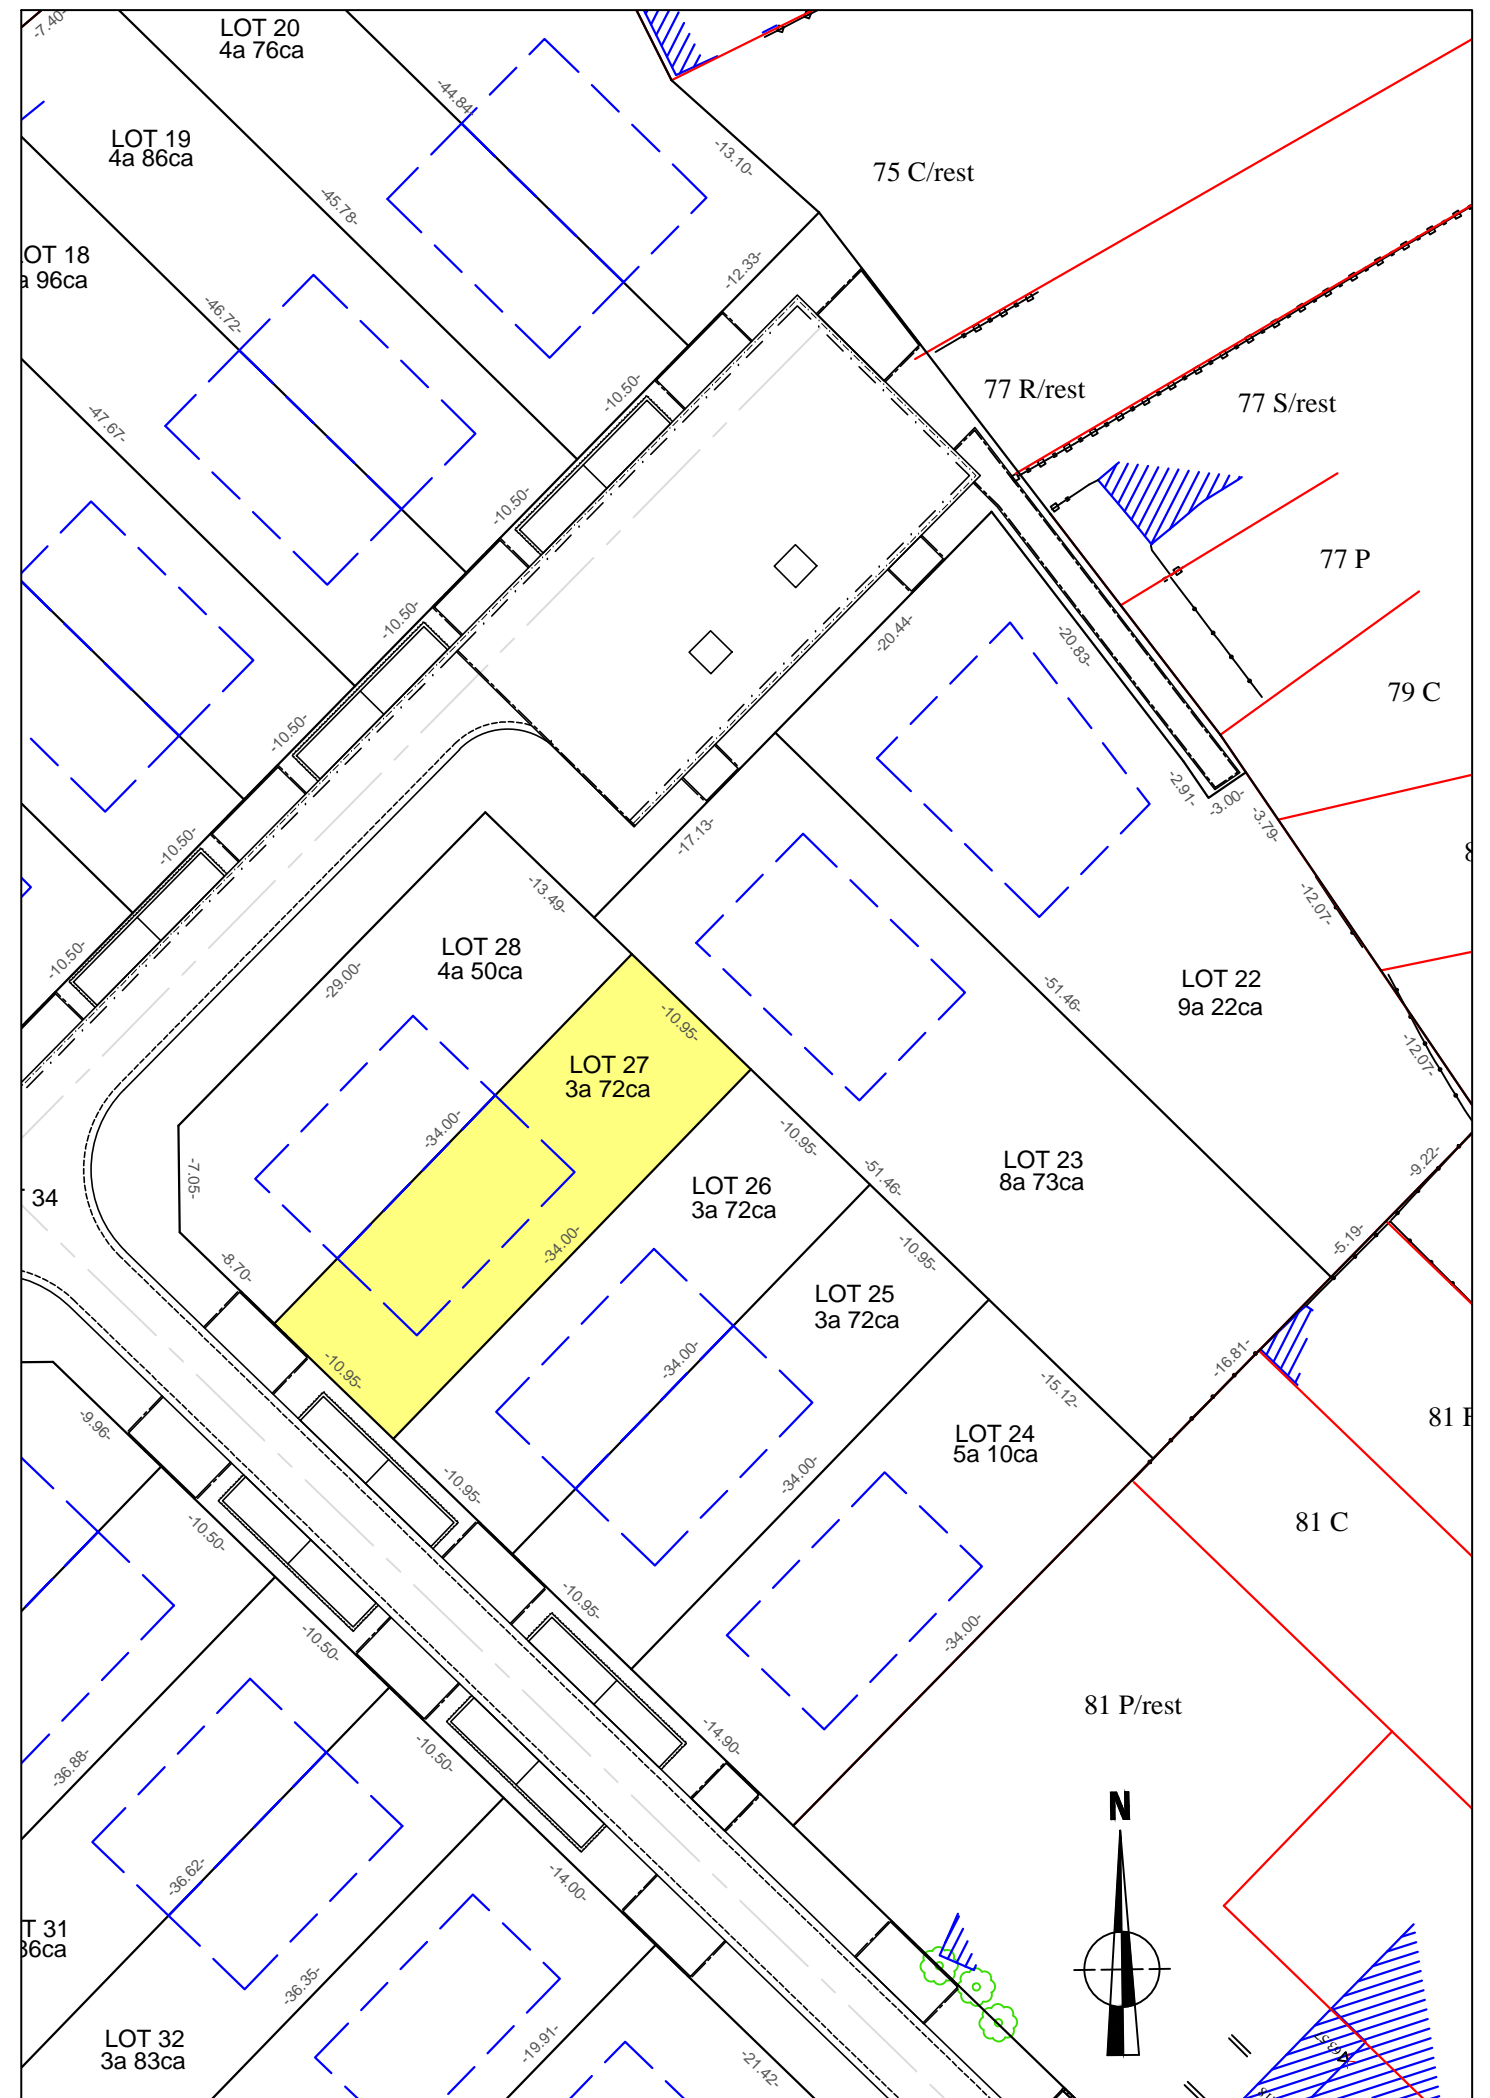 -7.40-
LOT 20
4a 76ca
-44.84-
LOT 19
4a 86ca
-13.10-
75 C/rest
-45.78-
OT 18
a 96ca
-12.33-
-46.72-
77 R/rest
77 S/rest
-10.50-
-47.67-
-10.50-
77 P
-10.50-
-20.44-
-20.83-
79 C
-10.50-
-2.91-
-3.00-
-3.79-
-10.50-
-17.13-
-13.49-
-12.07-
LOT 28
4a 50ca
-10.50-
-29.00-
LOT 22
9a 22ca
-51.46-
-10.95-
LOT 27
3a 72ca
-12.07-
-34.00-
-10.95-
-7.05-
34
LOT 26
3a 72ca
-51.46-
LOT 23
8a 73ca
-9.22-
-34.00-
-10.95-
-5.19-
-8.70-
LOT 25
3a 72ca
-10.95-
-34.00-
-16.81-
-15.12-
-9.96-
LOT 24
5a 10ca
81 F
-10.95-
-34.00-
-10.50-
81 C
-10.95-
-10.50-
-34.00-
81 P/rest
-14.90-
-36.88-
-10.50-
N
-36.62-
-14.00-
T 31
36ca
-36.35-
LOT 32
3a 83ca
-19.91-
-21.42-